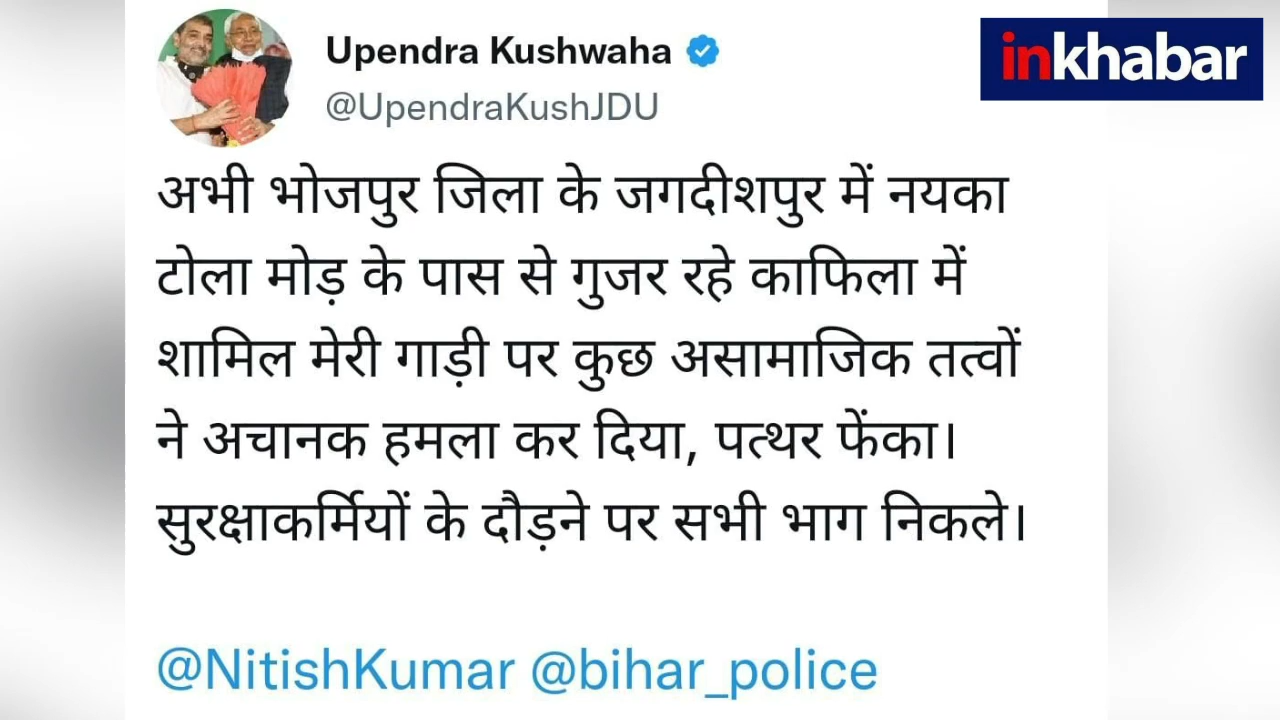 Upendra Kushwaha
inkhabar
@UpendraKushJDU
अभी भोजपुर जिला के जगदीशपुर में नयका
टोला मोड़ के पास से गुजर रहे काफिला में
शामिल मेरी गाड़ी पर कुछ असामाजिक तत्वों
ने अचानक हमला कर दिया, पत्थर फेंका।
सुरक्षाकर्मियों के दौड़ने पर सभी भाग निकले।
@NitishKumar @bihar_police